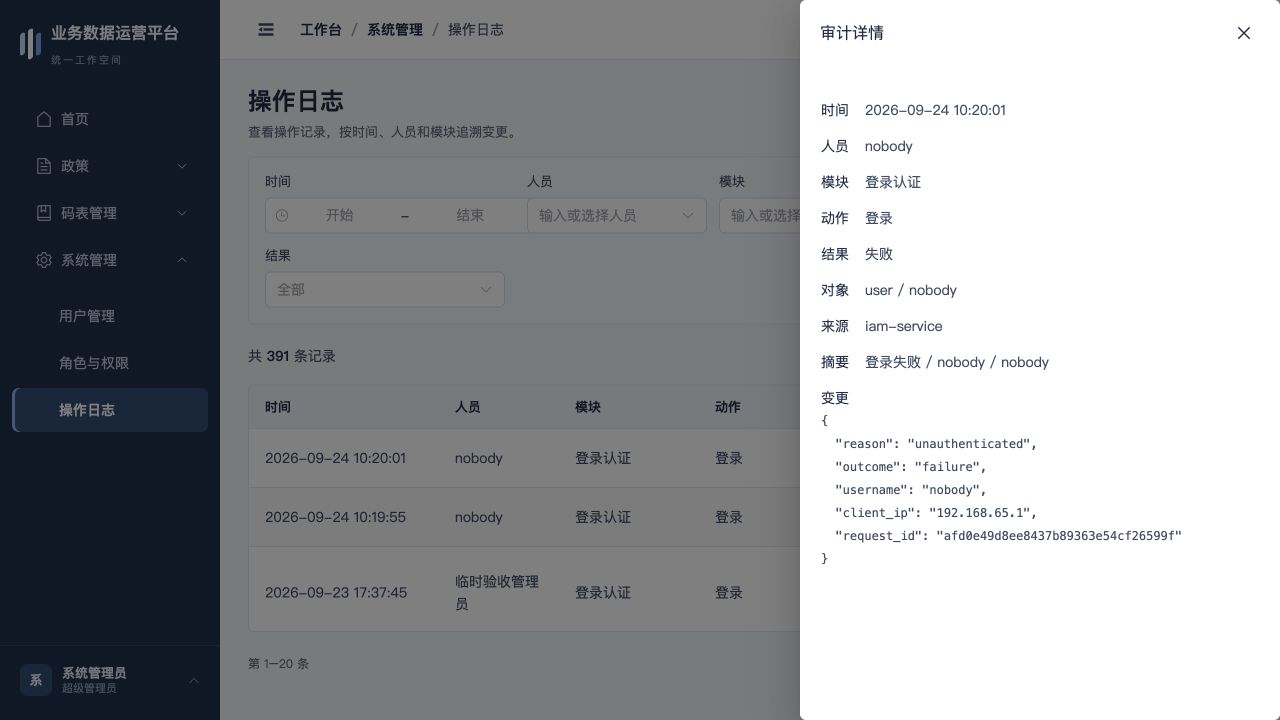 业务数据运营平台
统一工作空间
首页
政策
码表管理
系统管理
用户管理
角色与权限
操作日志
系
系统管理员
超级管理员
工作台 / 系统管理 / 操作日志
操作日志
查看操作记录，按时间、人员和模块追溯变更。
时间 人员 模块
开始 – 结束 输入或选择人员 输入或选择
结果
全部
共 391 条记录
时间 人员 模块 动作
2026-09-24 10:20:01 nobody 登录认证 登录
2026-09-24 10:19:55 nobody 登录认证 登录
2026-09-23 17:37:45 临时验收管理员 登录认证 登录
第 1—20 条
审计详情
时间 2026-09-24 10:20:01
人员 nobody
模块 登录认证
动作 登录
结果 失败
对象 user / nobody
来源 iam-service
摘要 登录失败 / nobody / nobody
变更
{
"reason": "unauthenticated",
"outcome": "failure",
"username": "nobody",
"client_ip": "192.168.65.1",
"request_id": "afd0e49d8ee8437b89363e54cf26599f"
}